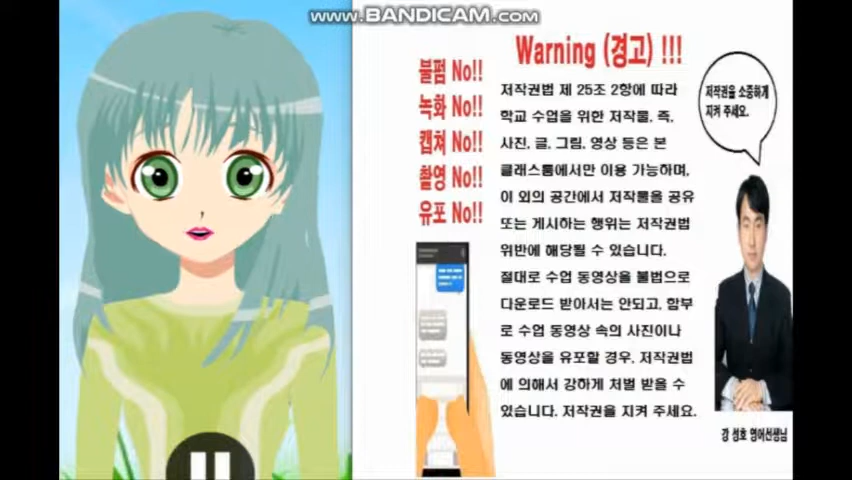 www.BANDICAM.com
Warning (경고) !!!
불펌 No!!
녹화 No!!
캡쳐 No!!
촬영 No!!
유포 No!!
저작권법 제 25조 2항에 따라
학교 수업을 위한 저작물, 즉,
사진, 글, 그림, 영상 등은 본
클래스룸에서만 이용 가능하며,
이 외의 공간에서 저작물을 공유
또는 게시하는 행위는 저작권법
위반에 해당될 수 있습니다.
절대로 수업 동영상을 불법으로
다운로드 받아서는 안되고, 함부
로 수업 동영상 속의 사진이나
동영상을 유포할 경우, 저작권법
에 의해서 강하게 처벌 받을 수
있습니다. 저작권을 지켜 주세요.
저작권을 소중하게
지켜 주세요.
강 성호 영어선생님